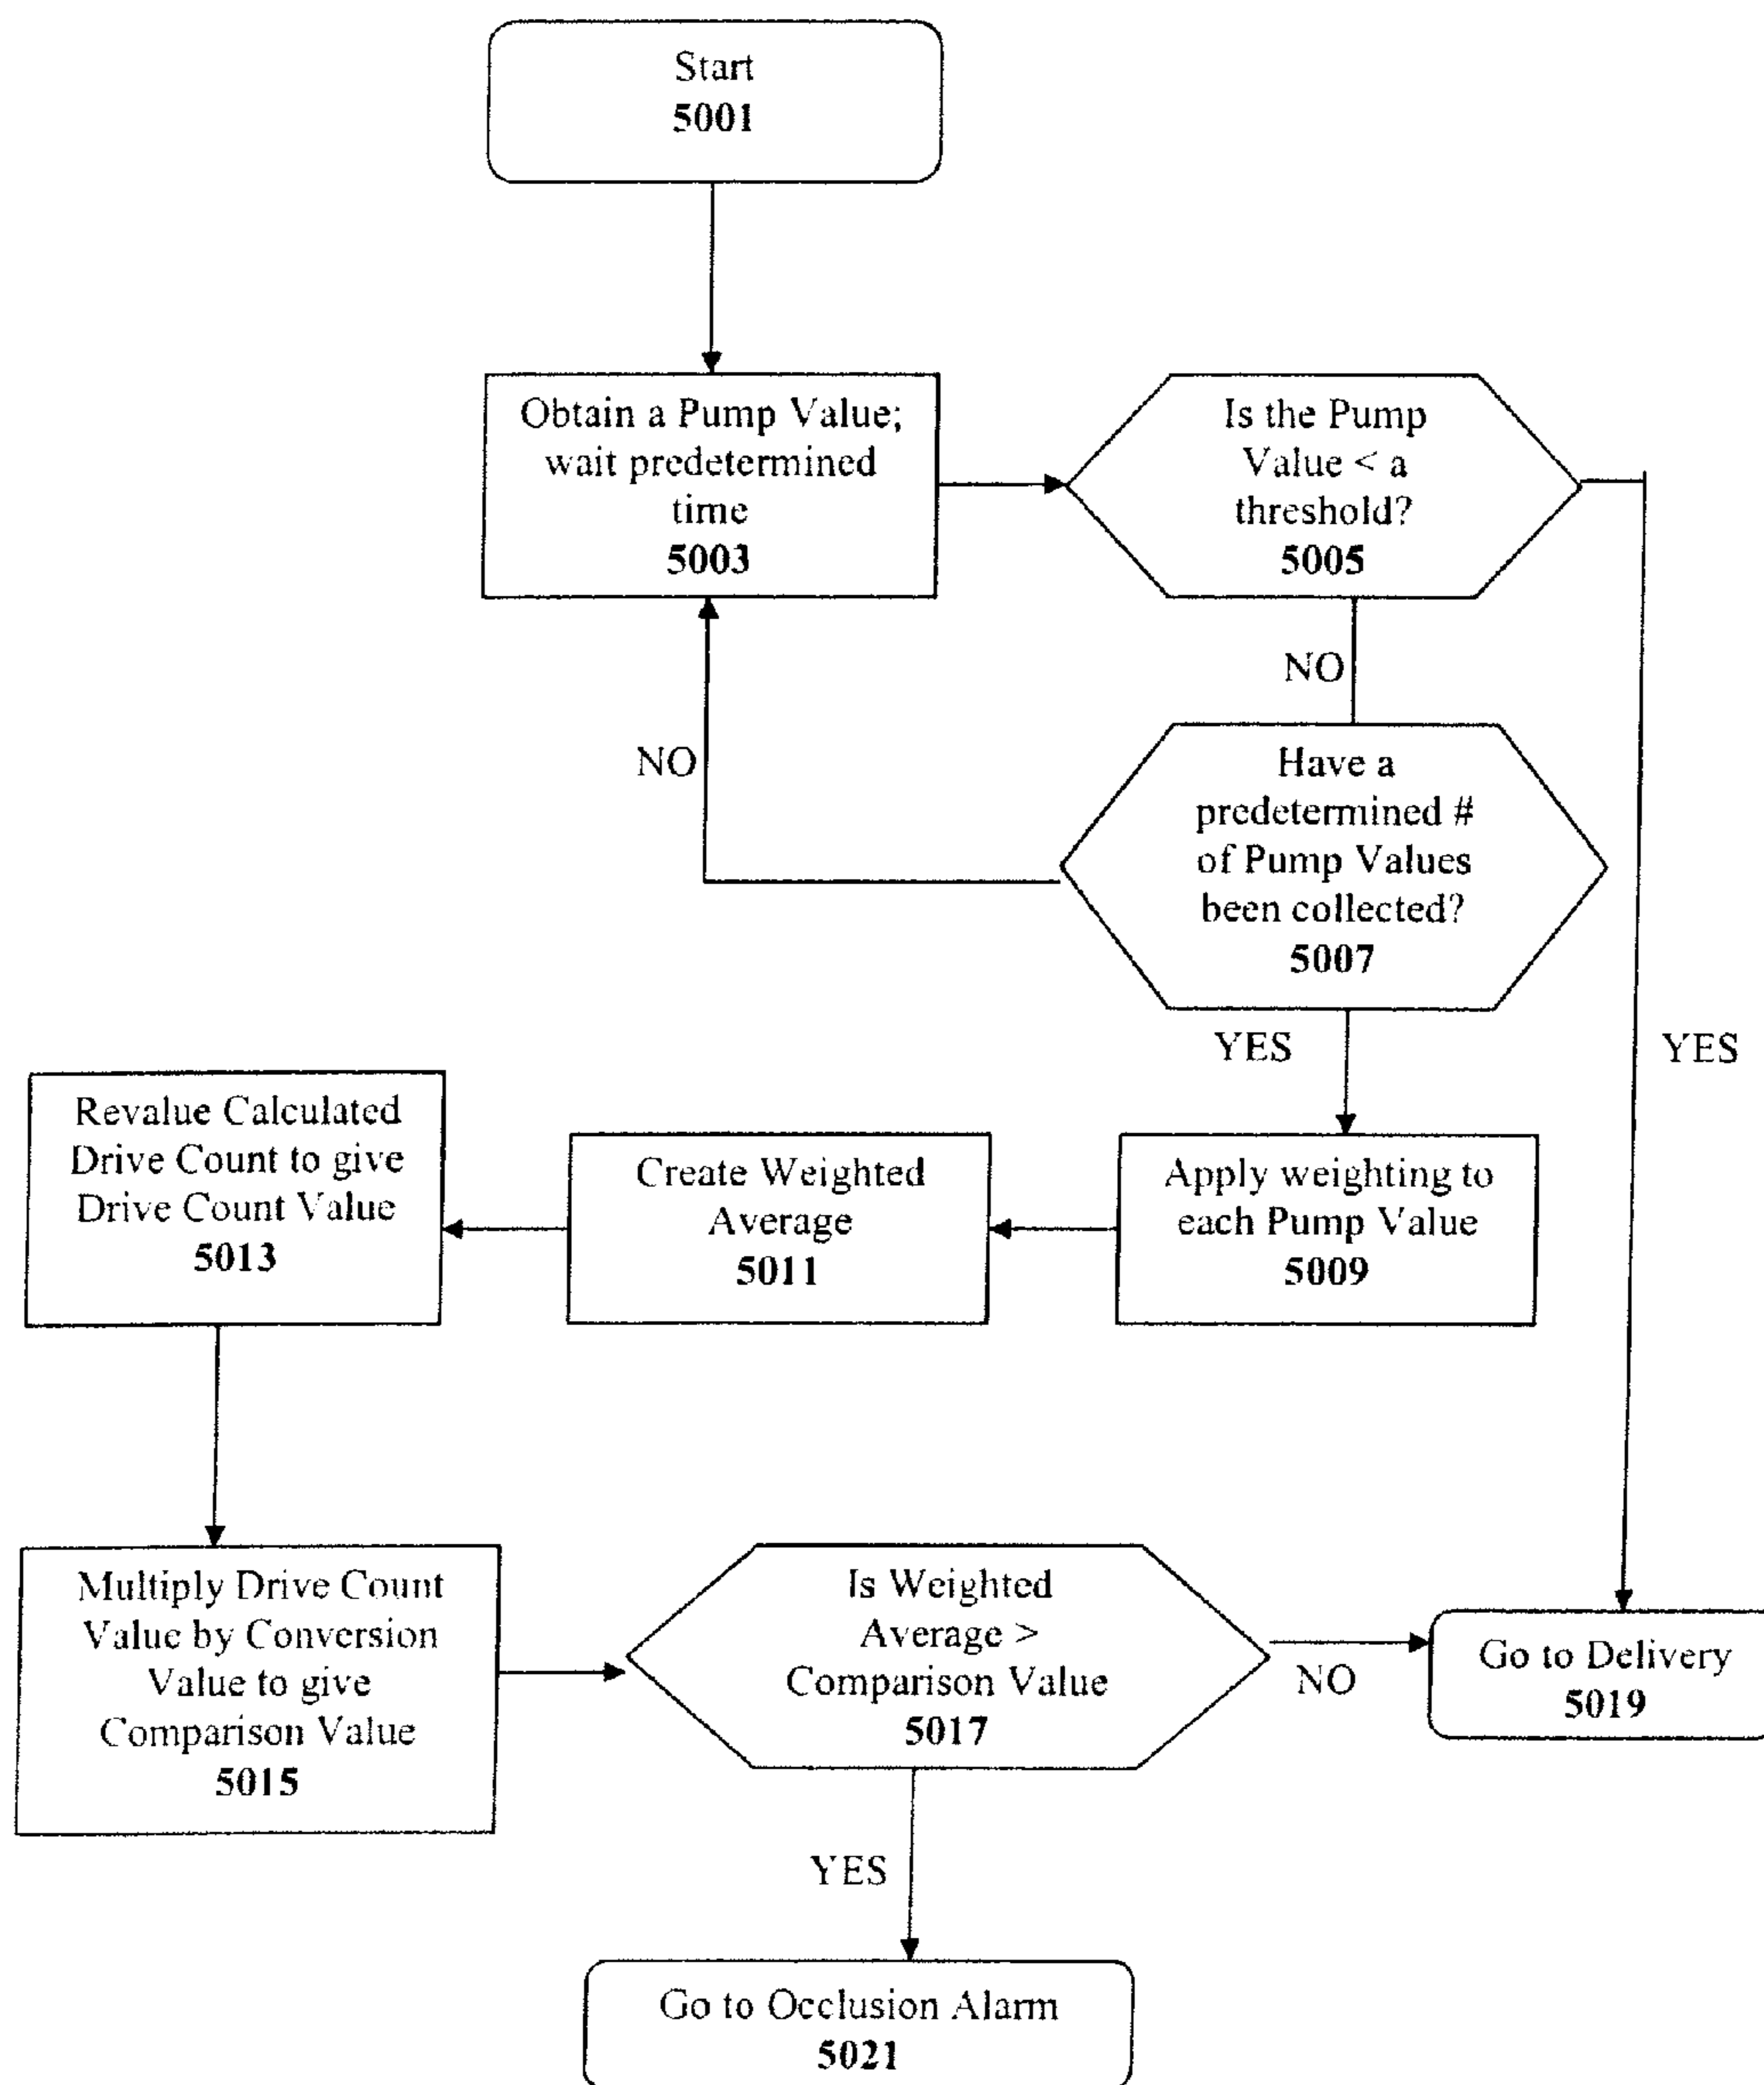 Start
5001
Obtain a Pump Value;
wait predetermined
time
5003
Is the Pump
Value < a
threshold?
5005
NO
NO
Have a
predetermined #
of Pump Values
been collected?
5007
YES
YES
Revalue Calculated
Drive Count to give
Drive Count Value
5013
Create Weighted
Average
5011
Apply weighting to
each Pump Value
5009
Multiply Drive Count
Value by Conversion
Value to give
Comparison Value
5015
Is Weighted
Average >
Comparison Value
5017
NO
Go to Delivery
5019
YES
Go to Occlusion Alarm
5021